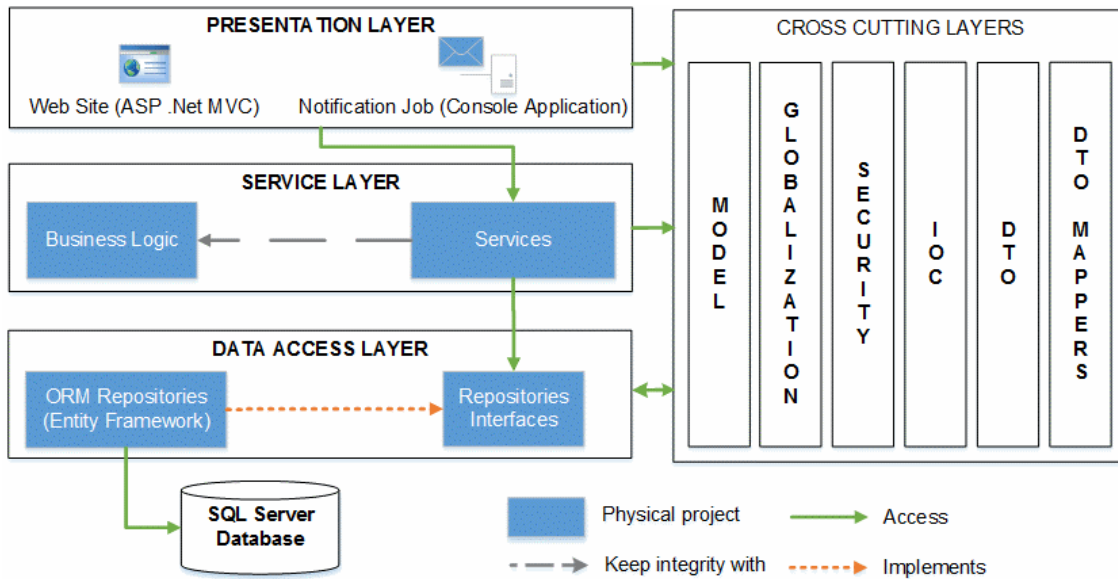 PRESENTATION LAYER
Web Site (ASP .Net MVC)
Notification Job (Console Application)
SERVICE LAYER
Business Logic
Services
DATA ACCESS LAYER
ORM Repositories
(Entity Framework)
Repositories
Interfaces
SQL Server
Database
CROSS CUTTING LAYERS
MODEL
GLOBALIZATION
SECURITY
IOC
DTO
DTO MAPPERS
Physical project
Access
Keep integrity with
Implements